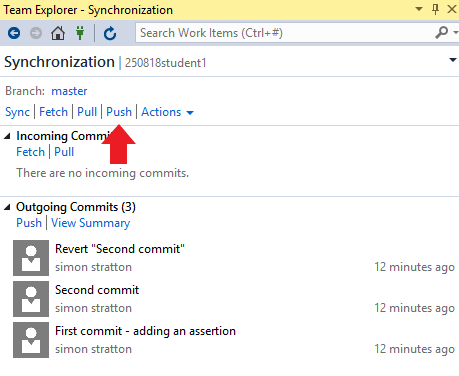 Team Explorer - Synchronization
Search Work Items (Ctrl+#)
Synchronization | 250818student1
Branch: master
Sync | Fetch | Pull | Push | Actions
Incoming
Fetch | Pull
There are no incoming commits.
Outgoing Commits (3)
Push | View Summary
Revert "Second commit"
simon stratton 12 minutes ago
Second commit
simon stratton 12 minutes ago
First commit - adding an assertion
simon stratton 12 minutes ago